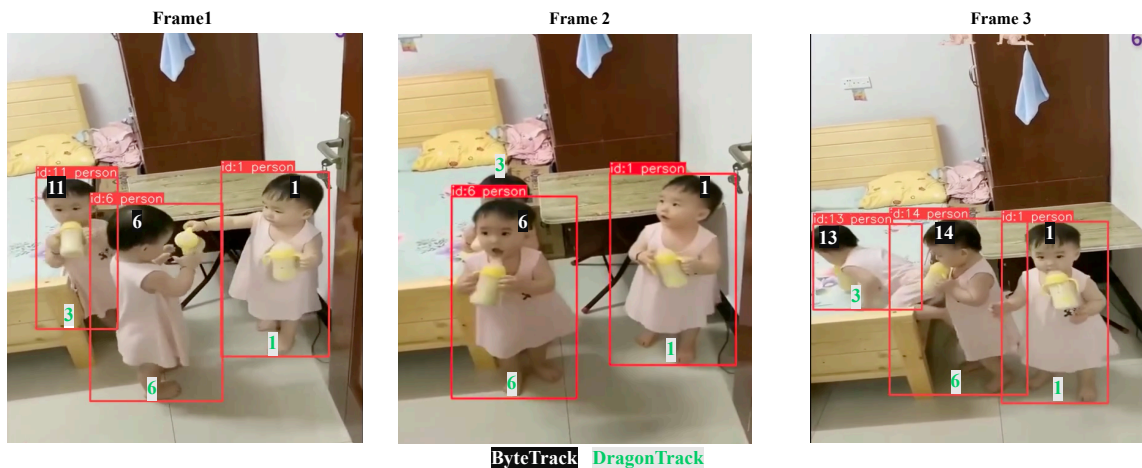 Frame1
Frame 2
Frame 3
id:11 person
11
id:6 person
6
id:1 person
1
3
6
1
3
id:6 person
6
id:1 person
1
6
1
6
id:13 person
13
id:14 person
14
id:1 person
1
3
6
1
ByteTrack DragonTrack